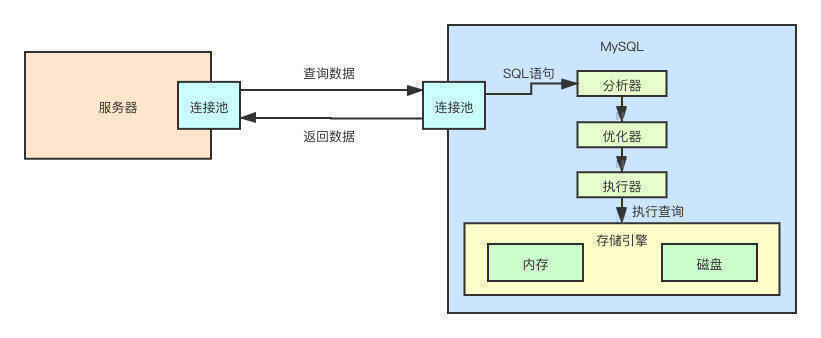 MySQL
查询数据
SQL语句
服务器
连接池
连接池
分析器
返回数据
优化器
执行器
执行查询
存储引擎
内存
磁盘